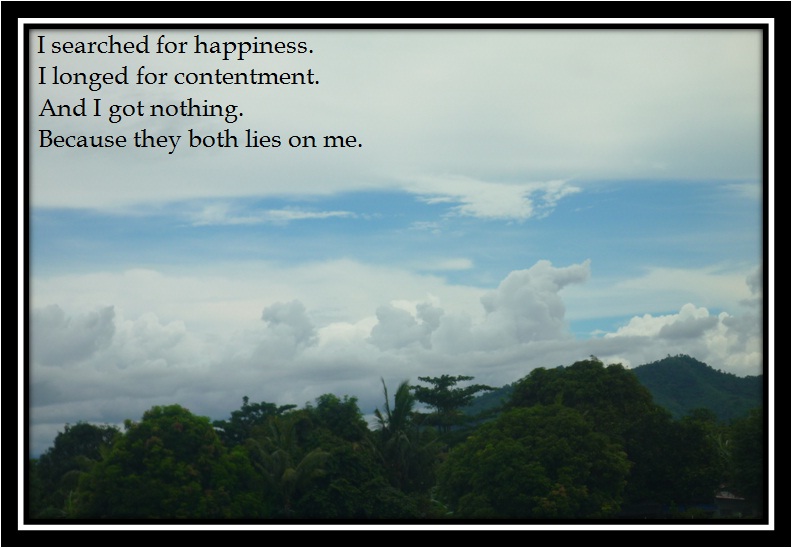 I searched for happiness.
I longed for contentment.
And I got nothing.
Because they both lies on me.